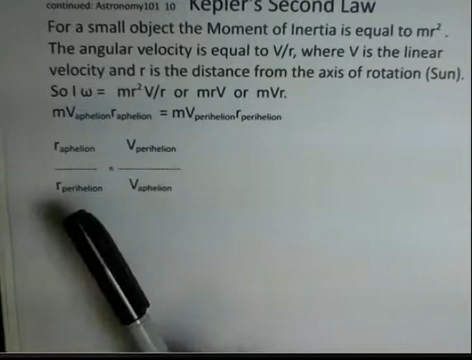 continued: Astronomy101 10 Kepler's Second Law
For a small object the Moment of Inertia is equal to mr² .
The angular velocity is equal to V/r, where V is the linear
velocity and r is the distance from the axis of rotation (Sun).
So I ω = mr² V/r or mrV or mVr.
mVaphelionraphelion = mVperihelionrperihelion
raphelion Vperihelion
=
rperihelion Vaphelion